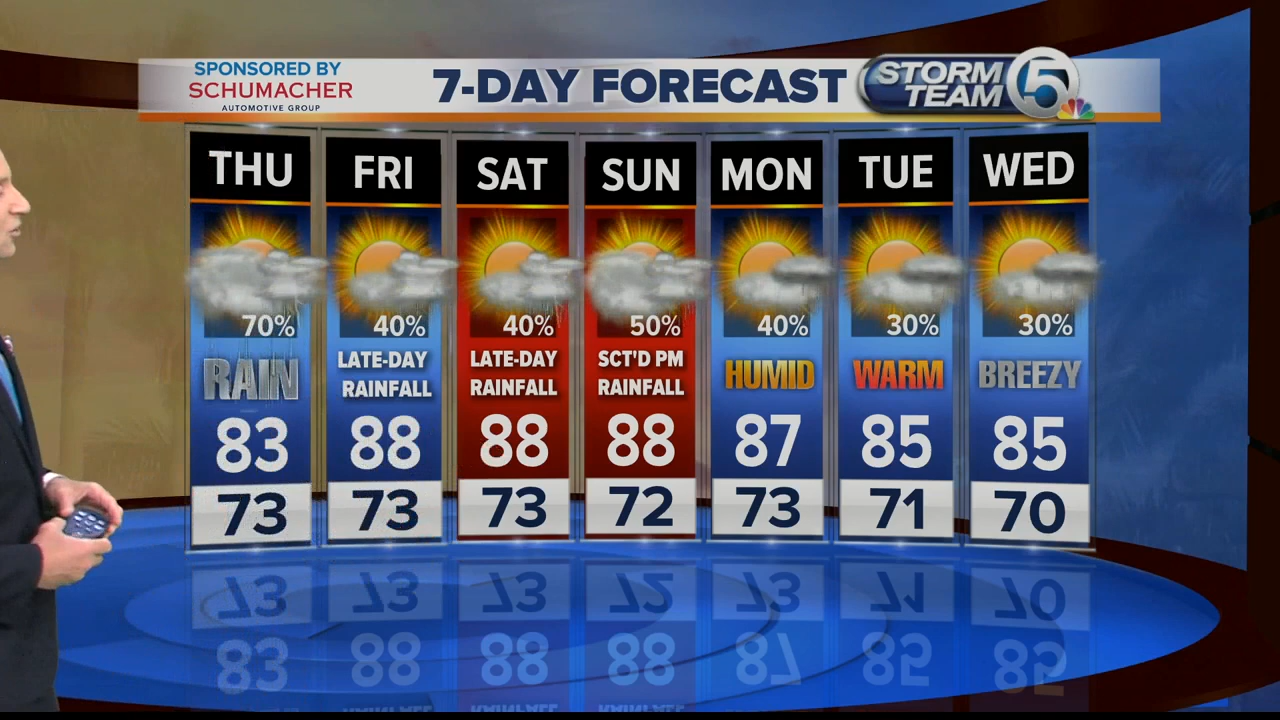 SPONSORED BY
SCHUMACHER
AUTOMOTIVE GROUP
7-DAY FORECAST
STORM
TEAM
5
THU FRI SAT SUN MON TUE WED
70% 40% 40% 50% 40% 30% 30%
RAIN
LATE-DAY
RAINFALL
LATE-DAY
RAINFALL
SCT'D PM
RAINFALL
HUMID
WARM
BREEZY
83 88 88 88 87 85 85
73 73 73 72 73 71 70